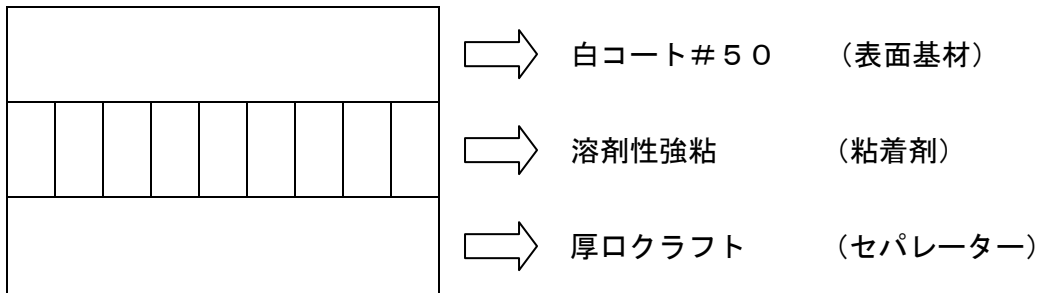 白コート＃５０　　（表面基材）
溶剤性強粘　　　　（粘着剤）
厚口クラフト　　　（セパレーター）